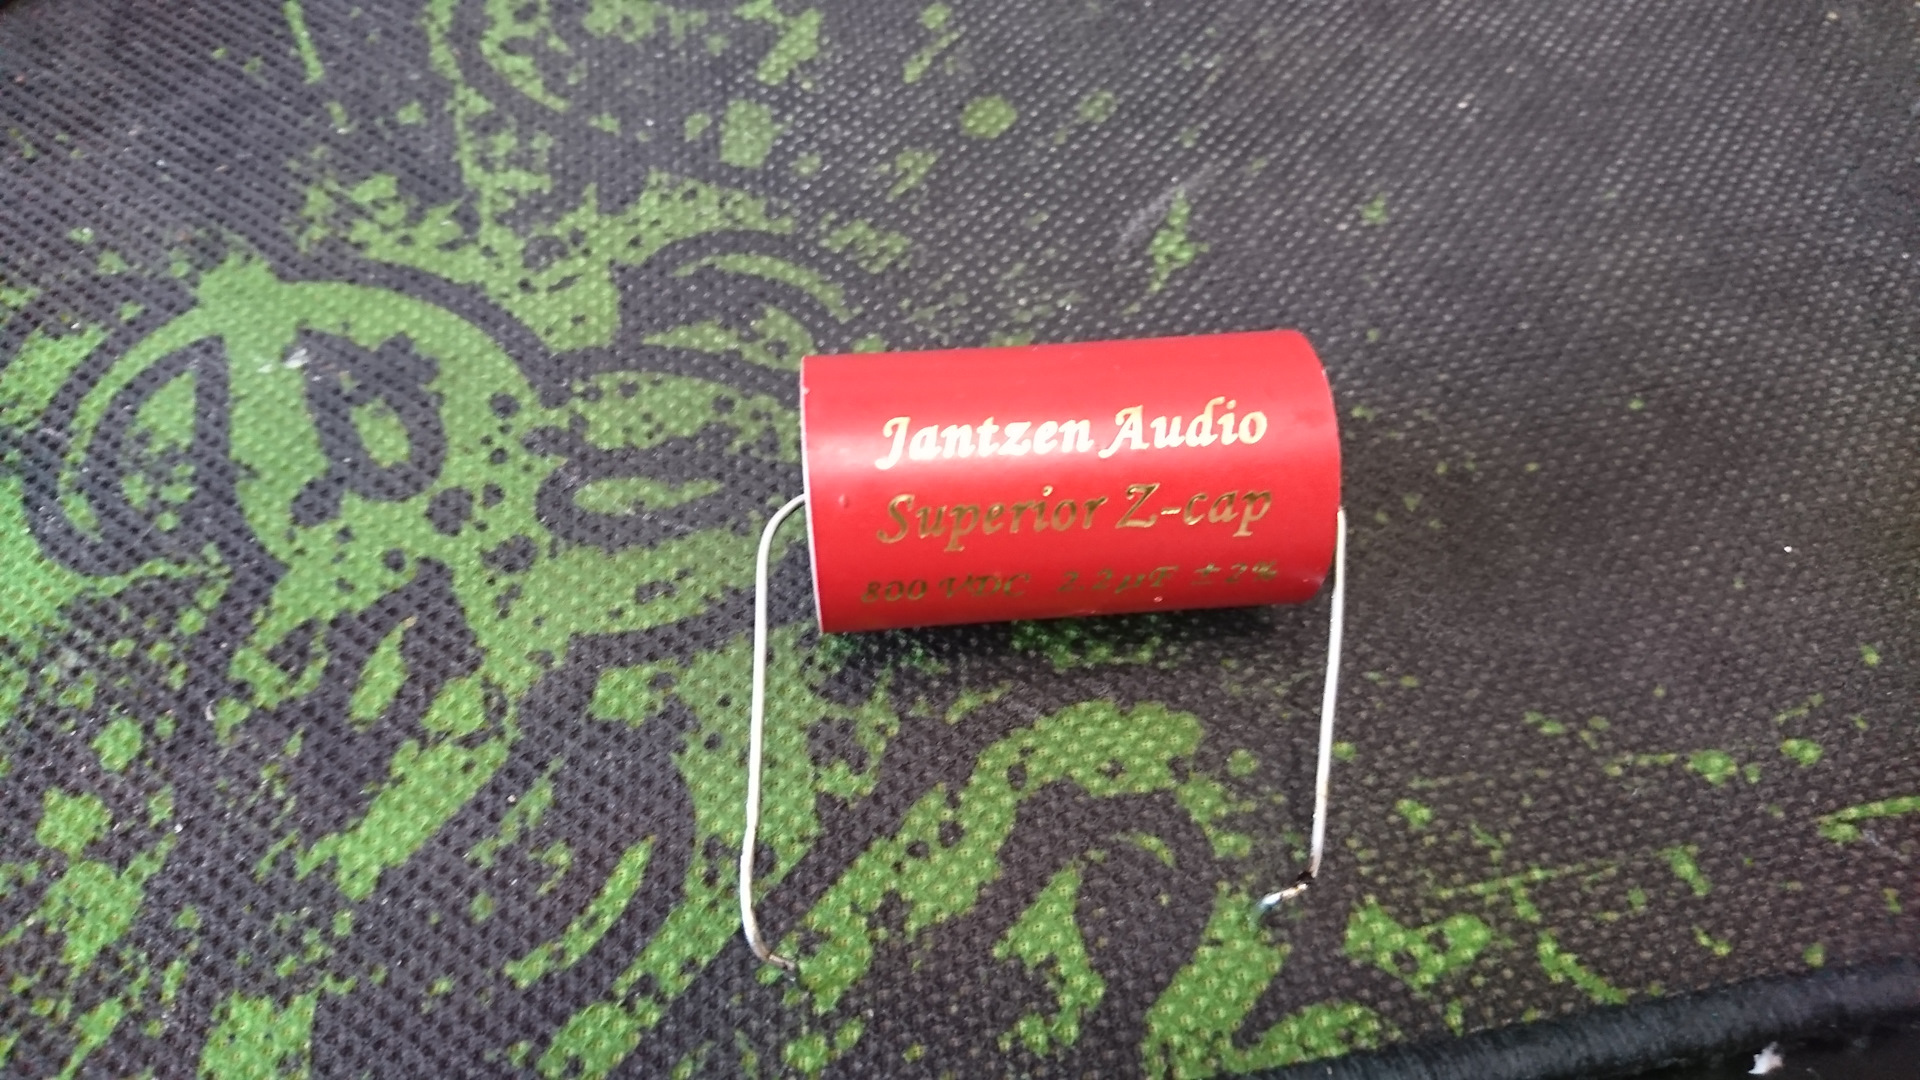 Jantzen Audio
Superior Z-cap
800 VDC 2.2µF ±2%